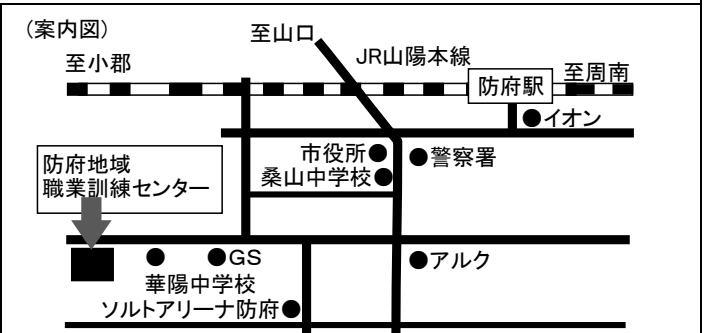 (案内図)
至山口
至小郡
JR山陽本線
防府駅
至周南
●イオン
市役所●
●警察署
桑山中学校●
防府地域
職業訓練センター
●
●GS
●アルク
華陽中学校
ソルトアリーナ防府●